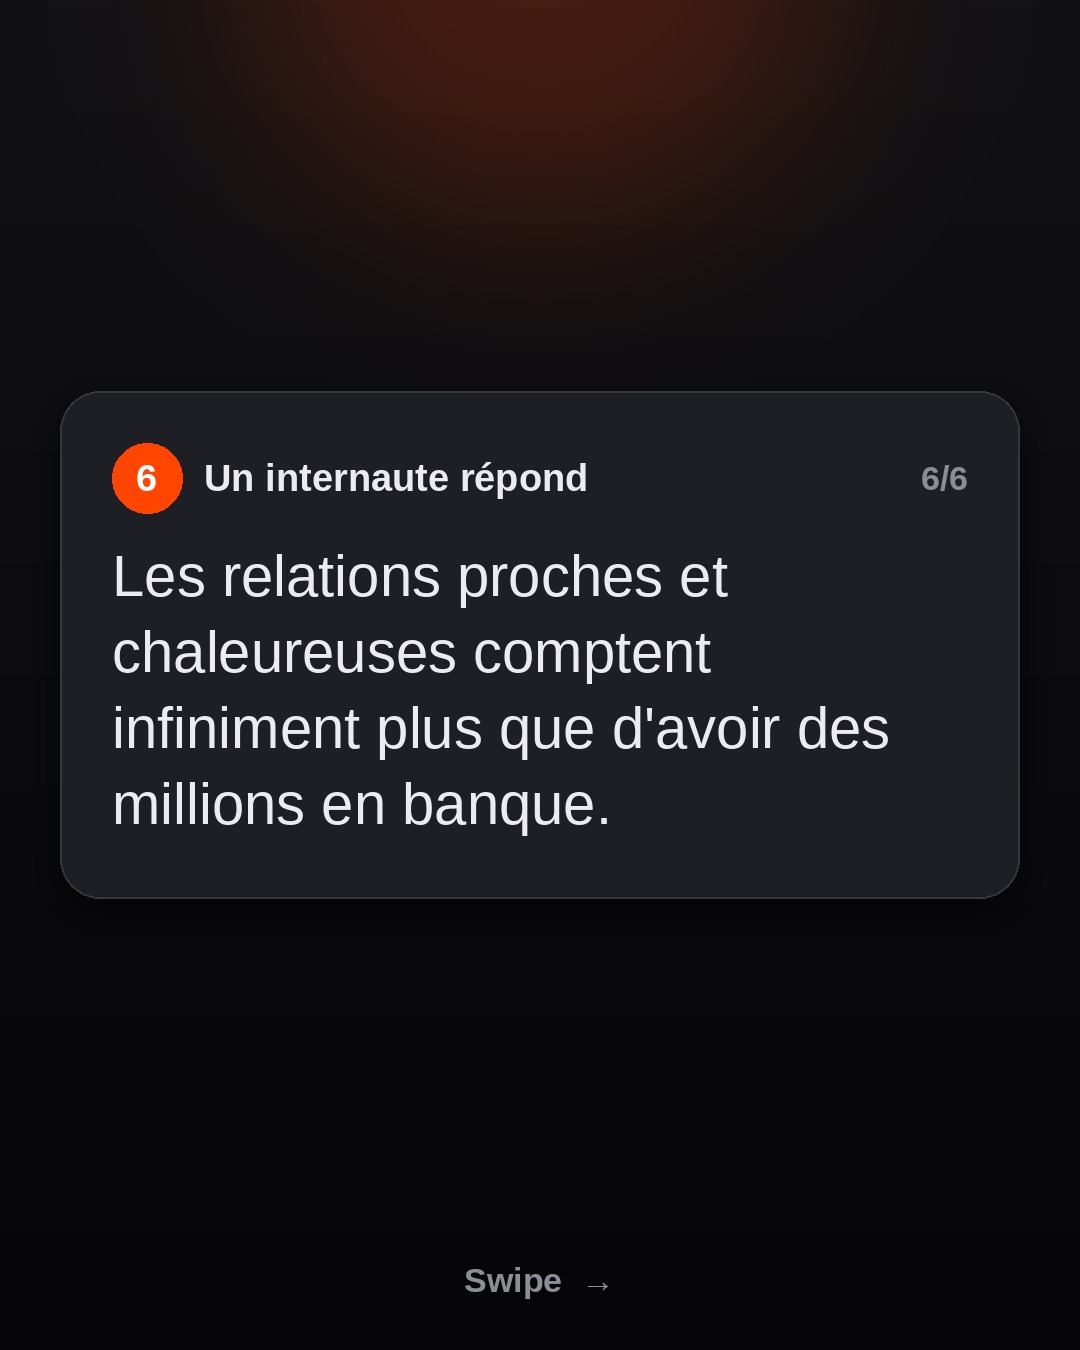 6 Un internaute répond 6/6
Les relations proches et
chaleureuses comptent
infiniment plus que d'avoir des
millions en banque.
Swipe →